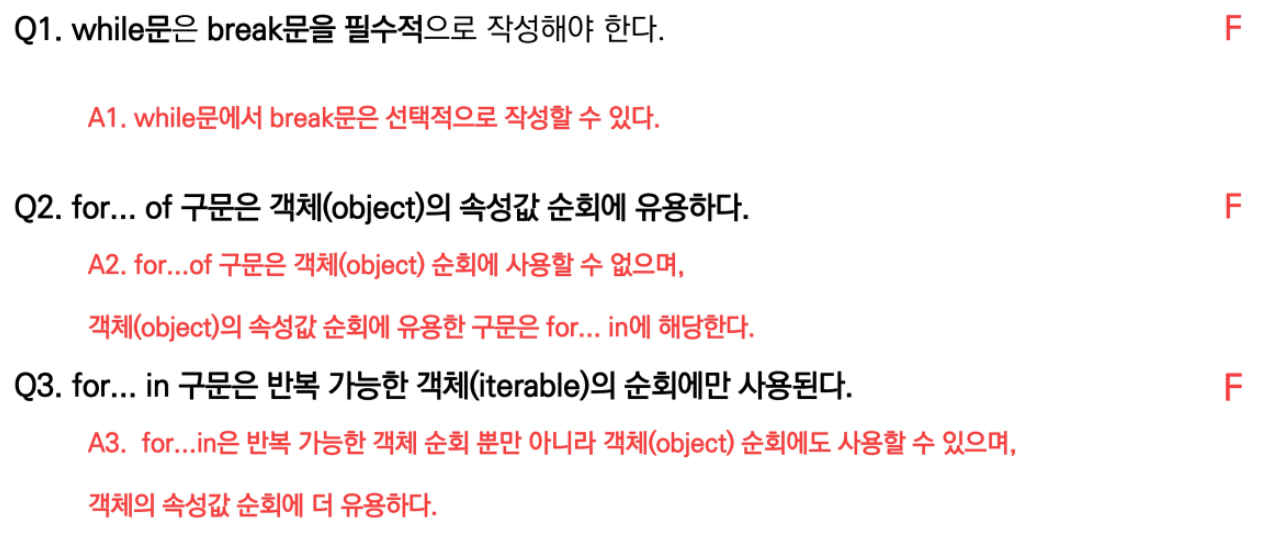 Q1. while문은 break문을 필수적으로 작성해야 한다. F
A1. while문에서 break문은 선택적으로 작성할 수 있다.
Q2. for... of 구문은 객체(object)의 속성값 순회에 유용하다. F
A2. for...of 구문은 객체(object) 순회에 사용할 수 없으며,
객체(object)의 속성값 순회에 유용한 구문은 for... in에 해당한다.
Q3. for... in 구문은 반복 가능한 객체(iterable)의 순회에만 사용된다. F
A3. for...in은 반복 가능한 객체 순회 뿐만 아니라 객체(object) 순회에도 사용할 수 있으며,
객체의 속성값 순회에 더 유용하다.